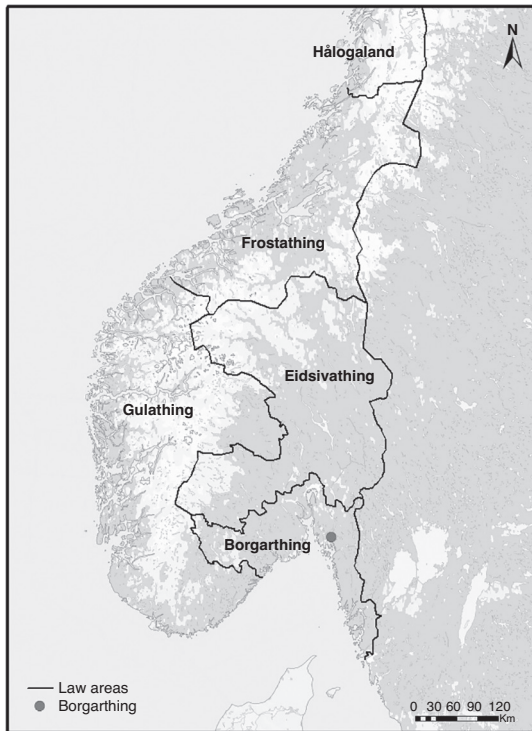 Hålogaland
N
Frostathing
Eidsivathing
Gulathing
Borgarthing
Law areas
Borgarthing
0 30 60 90 120
Km